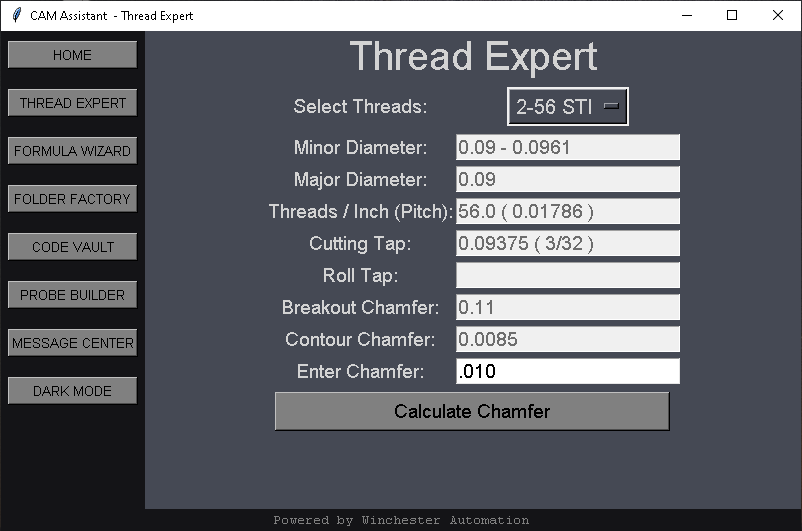 CAM Assistant - Thread Expert
HOME
THREAD EXPERT
FORMULA WIZARD
FOLDER FACTORY
CODE VAULT
PROBE BUILDER
MESSAGE CENTER
DARK MODE
Thread Expert
Select Threads: 2-56 STI
Minor Diameter: 0.09 - 0.0961
Major Diameter: 0.09
Threads / Inch (Pitch): 56.0 ( 0.01786 )
Cutting Tap: 0.09375 ( 3/32 )
Roll Tap:
Breakout Chamfer: 0.11
Contour Chamfer: 0.0085
Enter Chamfer: .010
Calculate Chamfer
Powered by Winchester Automation